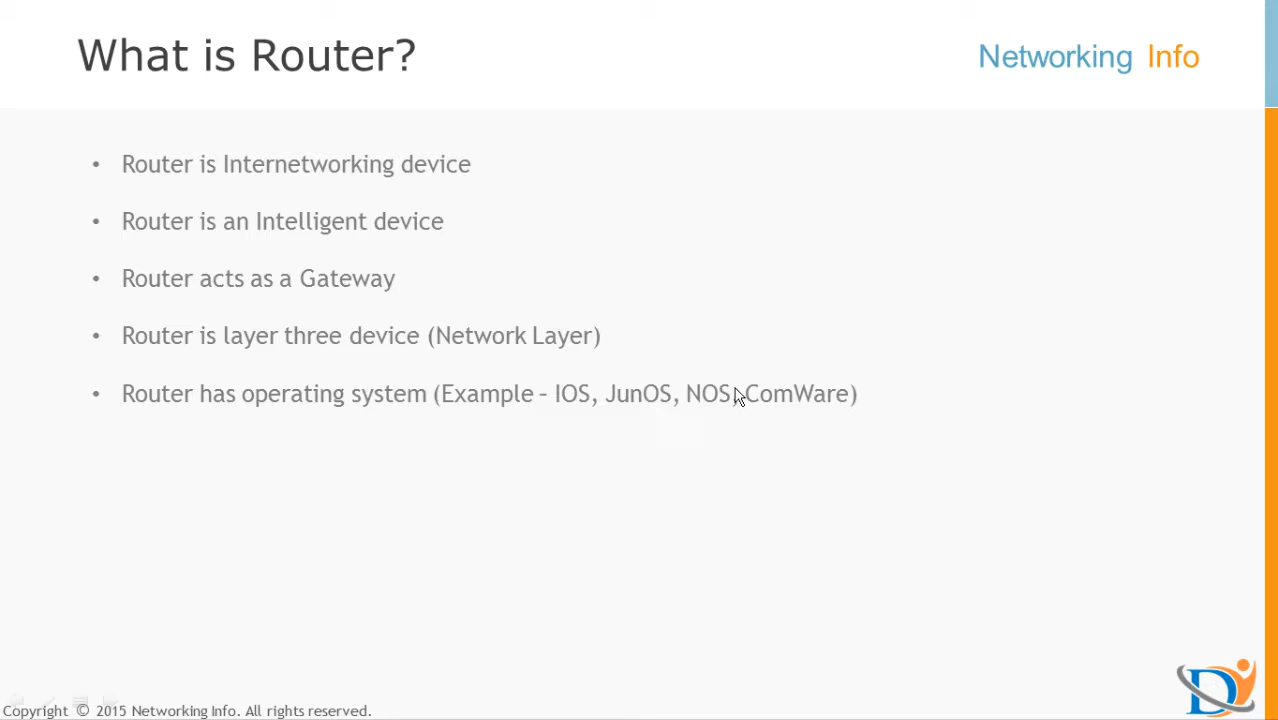 What is Router?
Networking Info
• Router is Internetworking device
• Router is an Intelligent device
• Router acts as a Gateway
• Router is layer three device (Network Layer)
• Router has operating system (Example – IOS, JunOS, NOS, ComWare)
D
Copyright © 2015 Networking Info. All rights reserved.